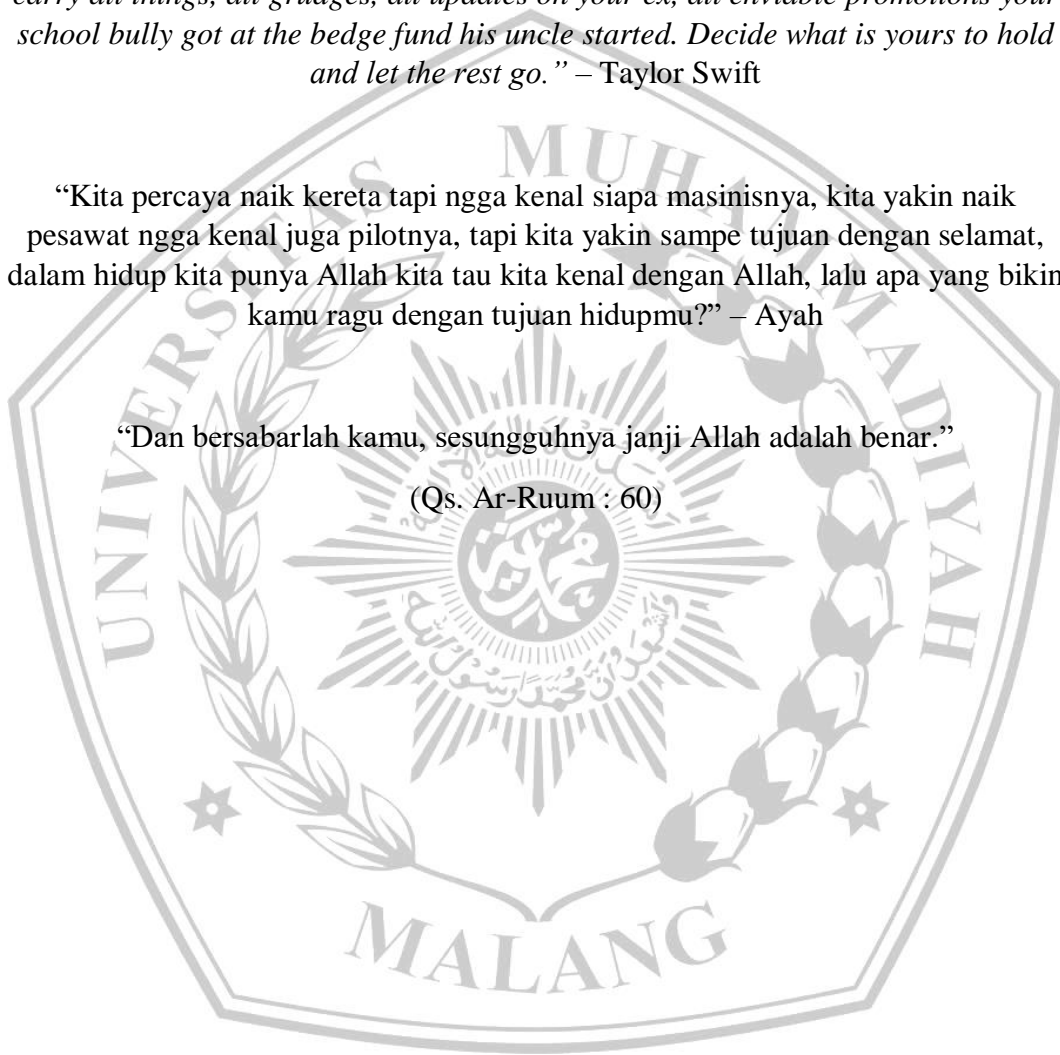 carry all things, all grudges, all updates on your ex, all enviable promotions your
school bully got at the bedge fund his uncle started. Decide what is yours to hold
and let the rest go.” – Taylor Swift
“Kita percaya naik kereta tapi ngga kenal siapa masinisnya, kita yakin naik
pesawat ngga kenal juga pilotnya, tapi kita yakin sampe tujuan dengan selamat,
dalam hidup kita punya Allah kita tau kita kenal dengan Allah, lalu apa yang bikin
kamu ragu dengan tujuan hidupmu?” – Ayah
“Dan bersabarlah kamu, sesungguhnya janji Allah adalah benar.”
(Qs. Ar-Ruum : 60)
UNIVERSITAS MUHAMMADIYAH
MALANG